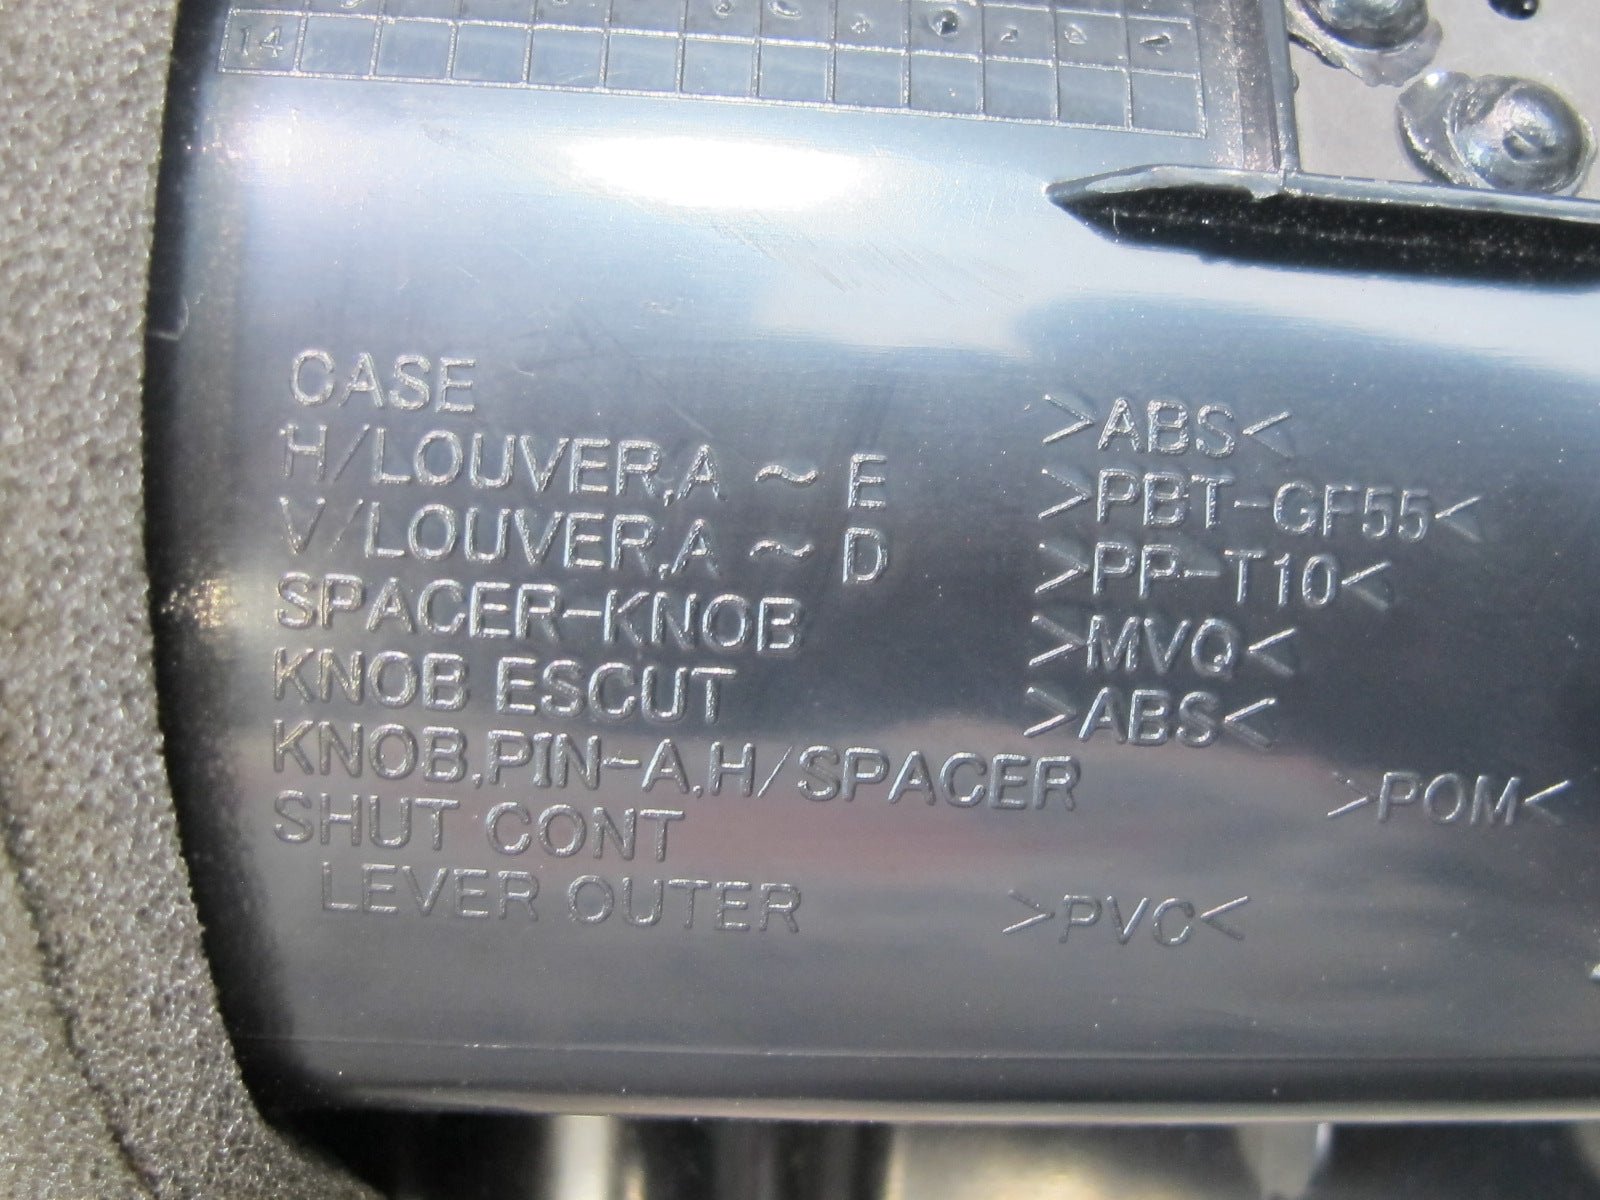 14
CASE >ABS<
H/LOUVER,A ~ E >PBT-GF55<
V/LOUVER,A ~ D >PP-T10<
SPACER-KNOB >MVQ<
KNOB ESCUT >ABS<
KNOB,PIN-A,H/SPACER >POM<
SHUT CONT
LEVER OUTER >PVC<